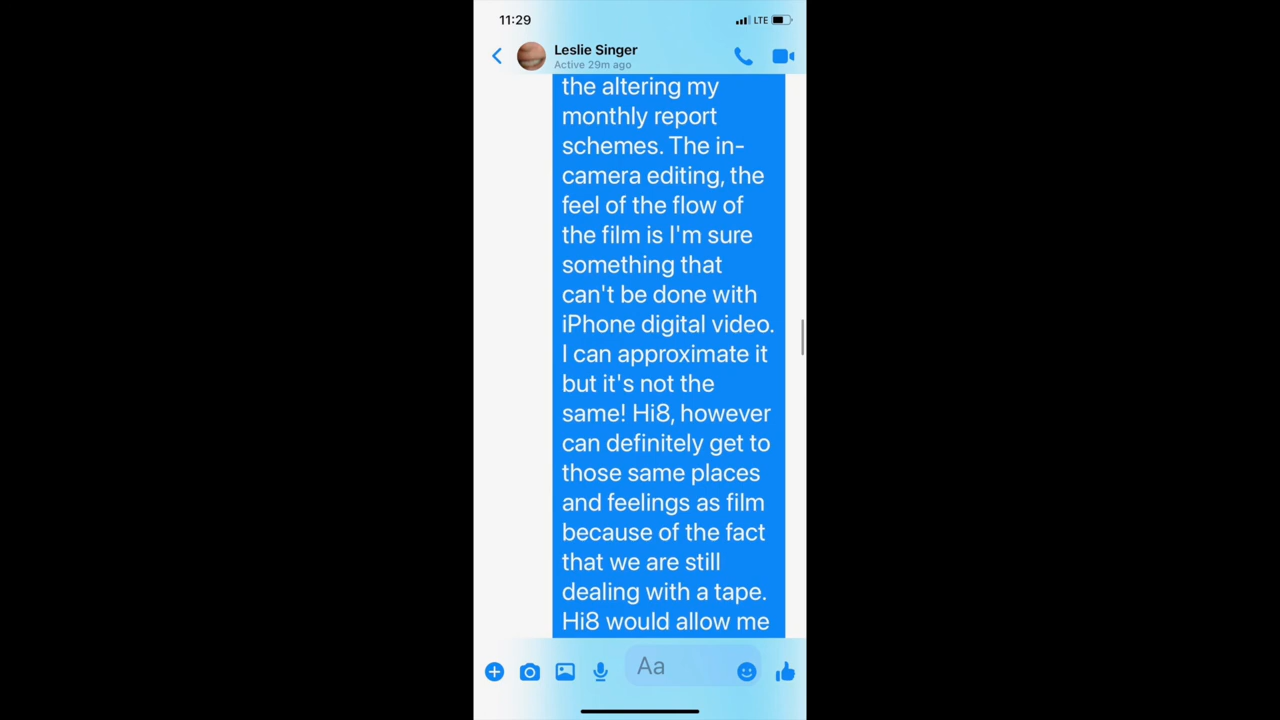 11:29
LTE
Leslie Singer
Active 29m ago
the altering my
monthly report
schemes. The in-
camera editing, the
feel of the flow of
the film is I'm sure
something that
can't be done with
iPhone digital video.
I can approximate it
but it's not the
same! Hi8, however
can definitely get to
those same places
and feelings as film
because of the fact
that we are still
dealing with a tape.
Hi8 would allow me
Aa